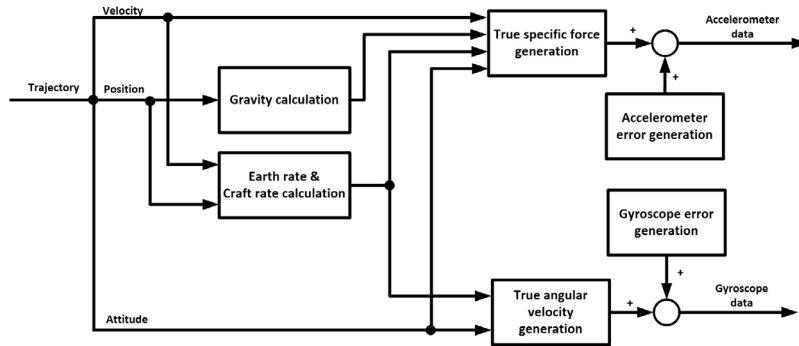 Velocity
True specific force
generation
+
Accelerometer
data
Trajectory
Position
Gravity calculation
+
Accelerometer
error generation
Earth rate &
Craft rate calculation
Gyroscope error
generation
+
True angular
velocity
generation
+
Gyroscope
data
Attitude